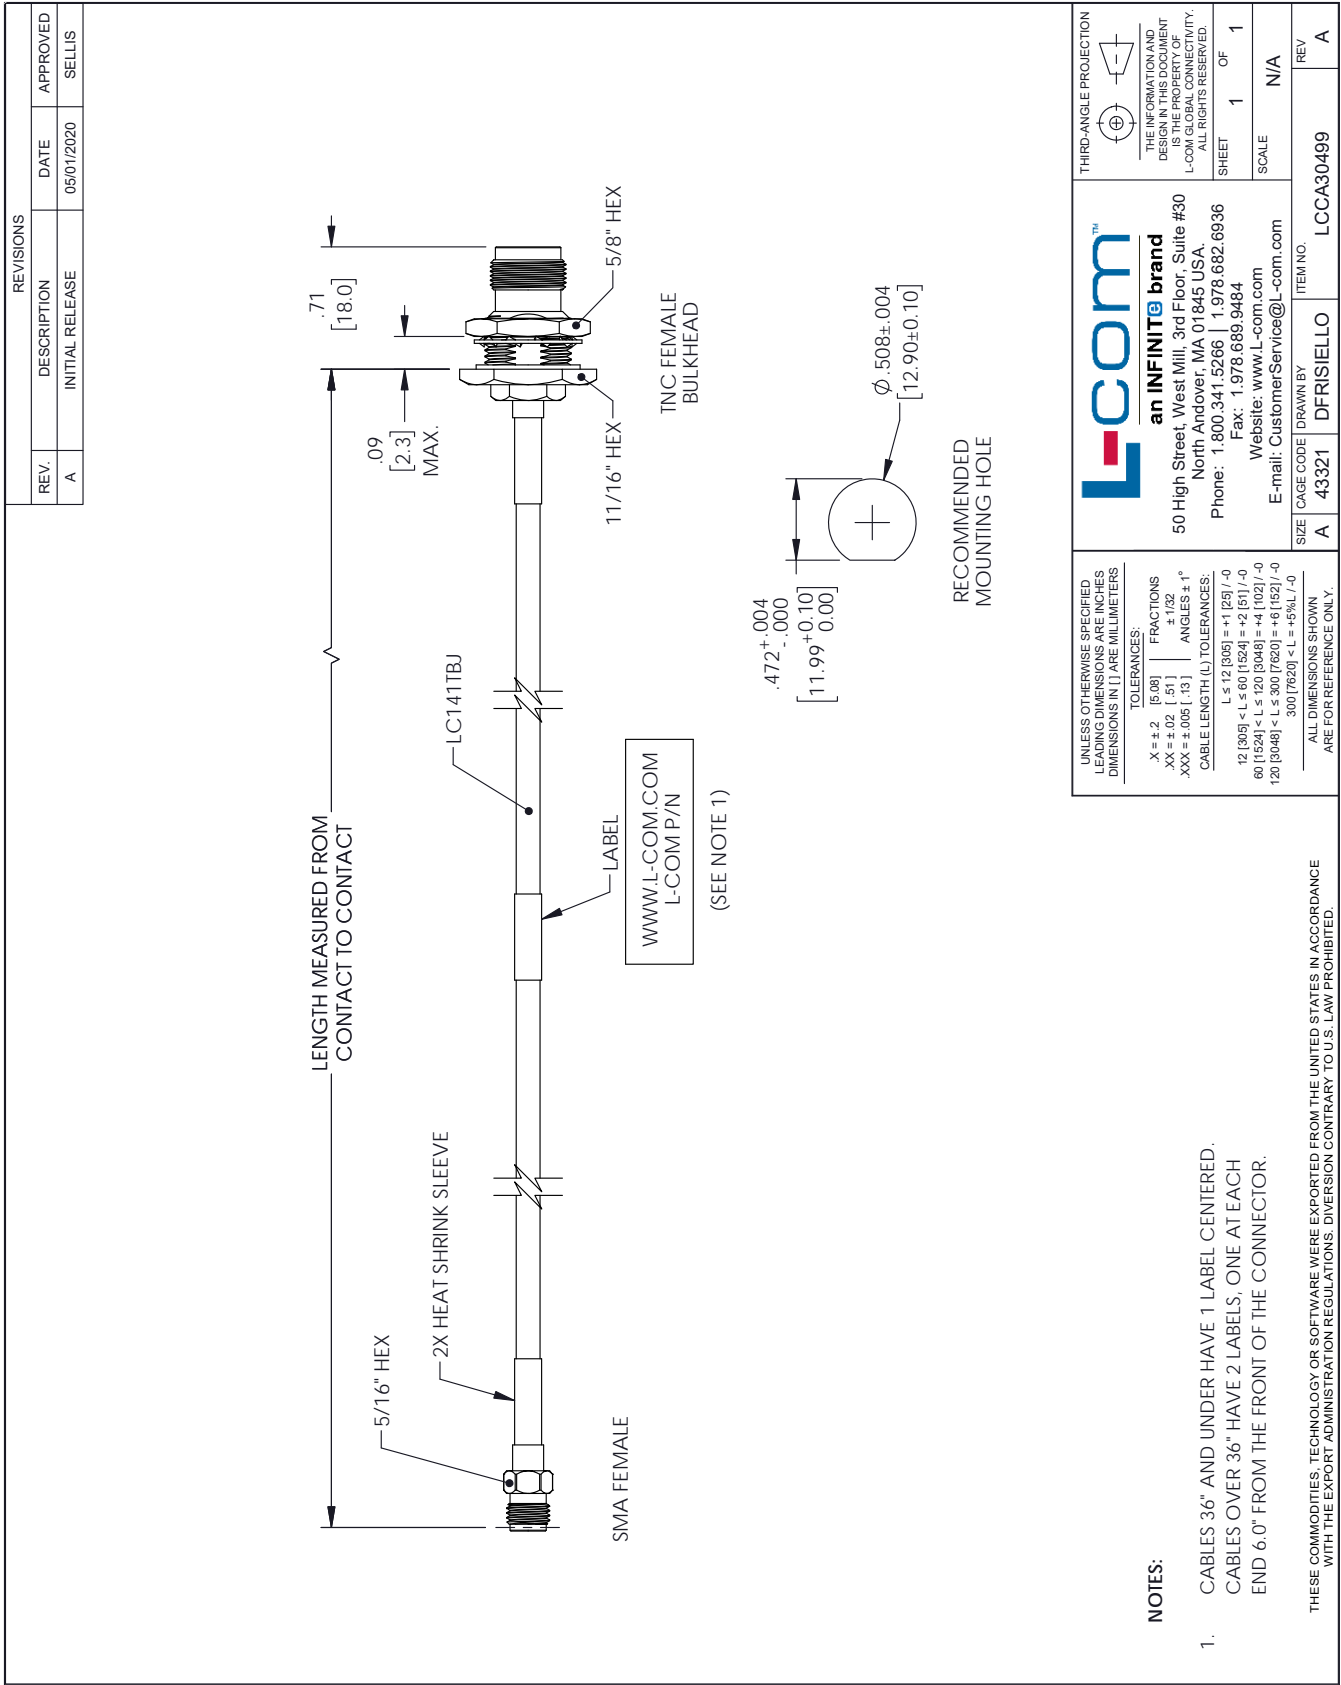 REVISIONS
REV. DESCRIPTION DATE APPROVED
A INITIAL RELEASE 05/01/2020 SELLIS
LENGTH MEASURED FROM
CONTACT TO CONTACT
.71
[18.0]
.09
[2.3]
MAX.
5/16" HEX
2X HEAT SHRINK SLEEVE
LC141TBJ
LABEL
WWW.L-COM.COM
L-COM P/N
(SEE NOTE 1)
11/16" HEX
5/8" HEX
SMA FEMALE
TNC FEMALE
BULKHEAD
.472+.004
-.000
[11.99+0.10
0.00]
Ø.508±.004
[12.90±0.10]
RECOMMENDED
MOUNTING HOLE
NOTES:
1. CABLES 36" AND UNDER HAVE 1 LABEL CENTERED.
CABLES OVER 36" HAVE 2 LABELS, ONE AT EACH
END 6.0" FROM THE FRONT OF THE CONNECTOR.
THESE COMMODITIES, TECHNOLOGY OR SOFTWARE WERE EXPORTED FROM THE UNITED STATES IN ACCORDANCE
WITH THE EXPORT ADMINISTRATION REGULATIONS. DIVERSION CONTRARY TO U.S. LAW PROHIBITED.
UNLESS OTHERWISE SPECIFIED
LEADING DIMENSIONS ARE INCHES
DIMENSIONS IN [ ] ARE MILLIMETERS
TOLERANCES:
.X = ±.2 [5.08] FRACTIONS
.XX = ±.02 [.51] ± 1/32
.XXX = ±.005 [.13] ANGLES ± 1°
CABLE LENGTH (L) TOLERANCES:
L ≤ 12 [305] = +1 [25] / -0
12 [305] < L ≤ 60 [1524] = +2 [51] / -0
60 [1524] < L ≤ 120 [3048] = +4 [102] / -0
120 [3048] < L ≤ 300 [7620] = +6 [152] / -0
300 [7620] < L = +5%L / -0
ALL DIMENSIONS SHOWN
ARE FOR REFERENCE ONLY.
L-com™
an INFINITe brand
50 High Street, West Mill, 3rd Floor, Suite #30
North Andover, MA 01845 USA.
Phone: 1.800.341.5266 | 1.978.682.6936
Fax: 1.978.689.9484
Website: www.L-com.com
E-mail: CustomerService@L-com.com
THIRD-ANGLE PROJECTION
THE INFORMATION AND
DESIGN IN THIS DOCUMENT
IS THE PROPERTY OF
L-COM GLOBAL CONNECTIVITY.
ALL RIGHTS RESERVED.
SHEET 1 OF 1
SCALE N/A
SIZE A
CAGE CODE 43321
DRAWN BY DFRISIELLO
ITEM NO. LCCA30499
REV A